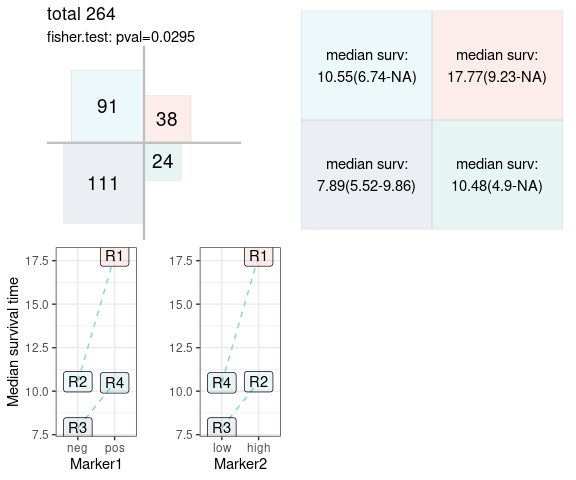 total 264
fisher.test: pval=0.0295
91
38
111
24
median surv:
10.55(6.74-NA)
median surv:
17.77(9.23-NA)
median surv:
7.89(5.52-9.86)
median surv:
10.48(4.9-NA)
Median survival time
17.5
15.0
12.5
10.0
7.5
R1
R2
R4
R3
neg
pos
Marker1
17.5
15.0
12.5
10.0
7.5
R1
R4
R2
R3
low
high
Marker2